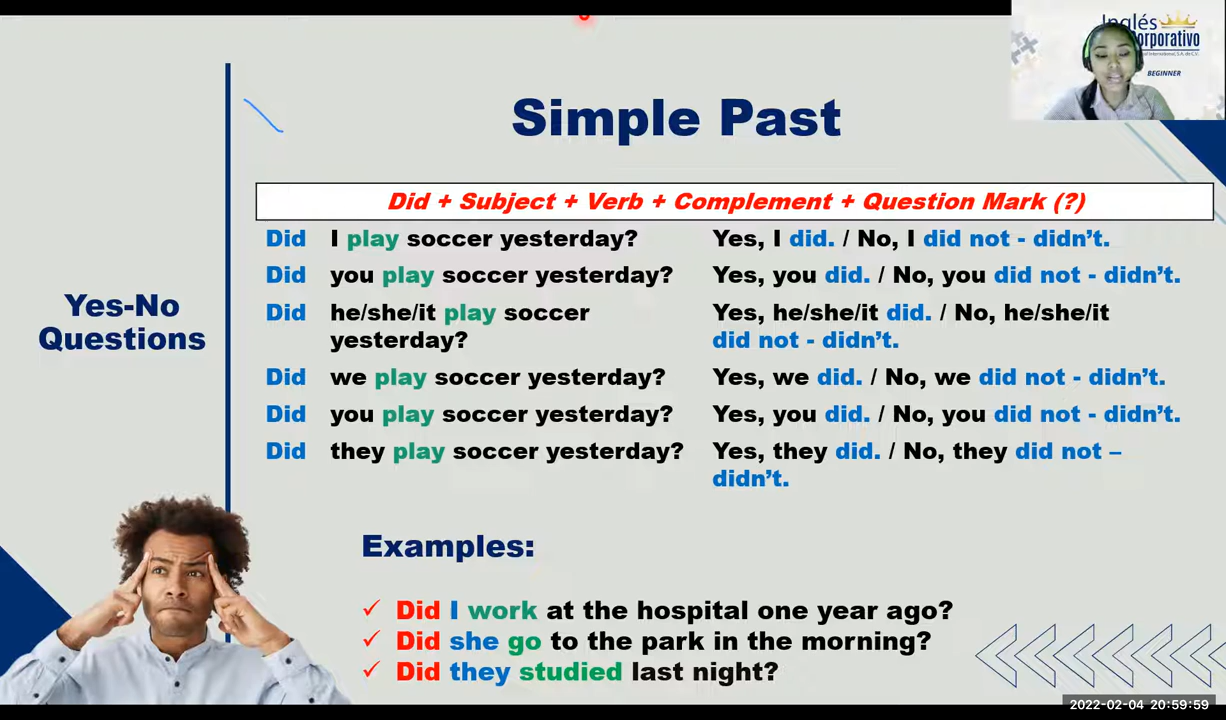 Inglés
Corporativo
BEGINNER
Simple Past
Did + Subject + Verb + Complement + Question Mark (?)
Yes-No
Questions
Did I play soccer yesterday? Yes, I did. / No, I did not - didn’t.
Did you play soccer yesterday? Yes, you did. / No, you did not - didn’t.
Did he/she/it play soccer Yes, he/she/it did. / No, he/she/it
yesterday? did not - didn’t.
Did we play soccer yesterday? Yes, we did. / No, we did not - didn’t.
Did you play soccer yesterday? Yes, you did. / No, you did not - didn’t.
Did they play soccer yesterday? Yes, they did. / No, they did not –
didn’t.
Examples:
✓ Did I work at the hospital one year ago?
✓ Did she go to the park in the morning?
✓ Did they studied last night?
2022-02-04 20:59:59